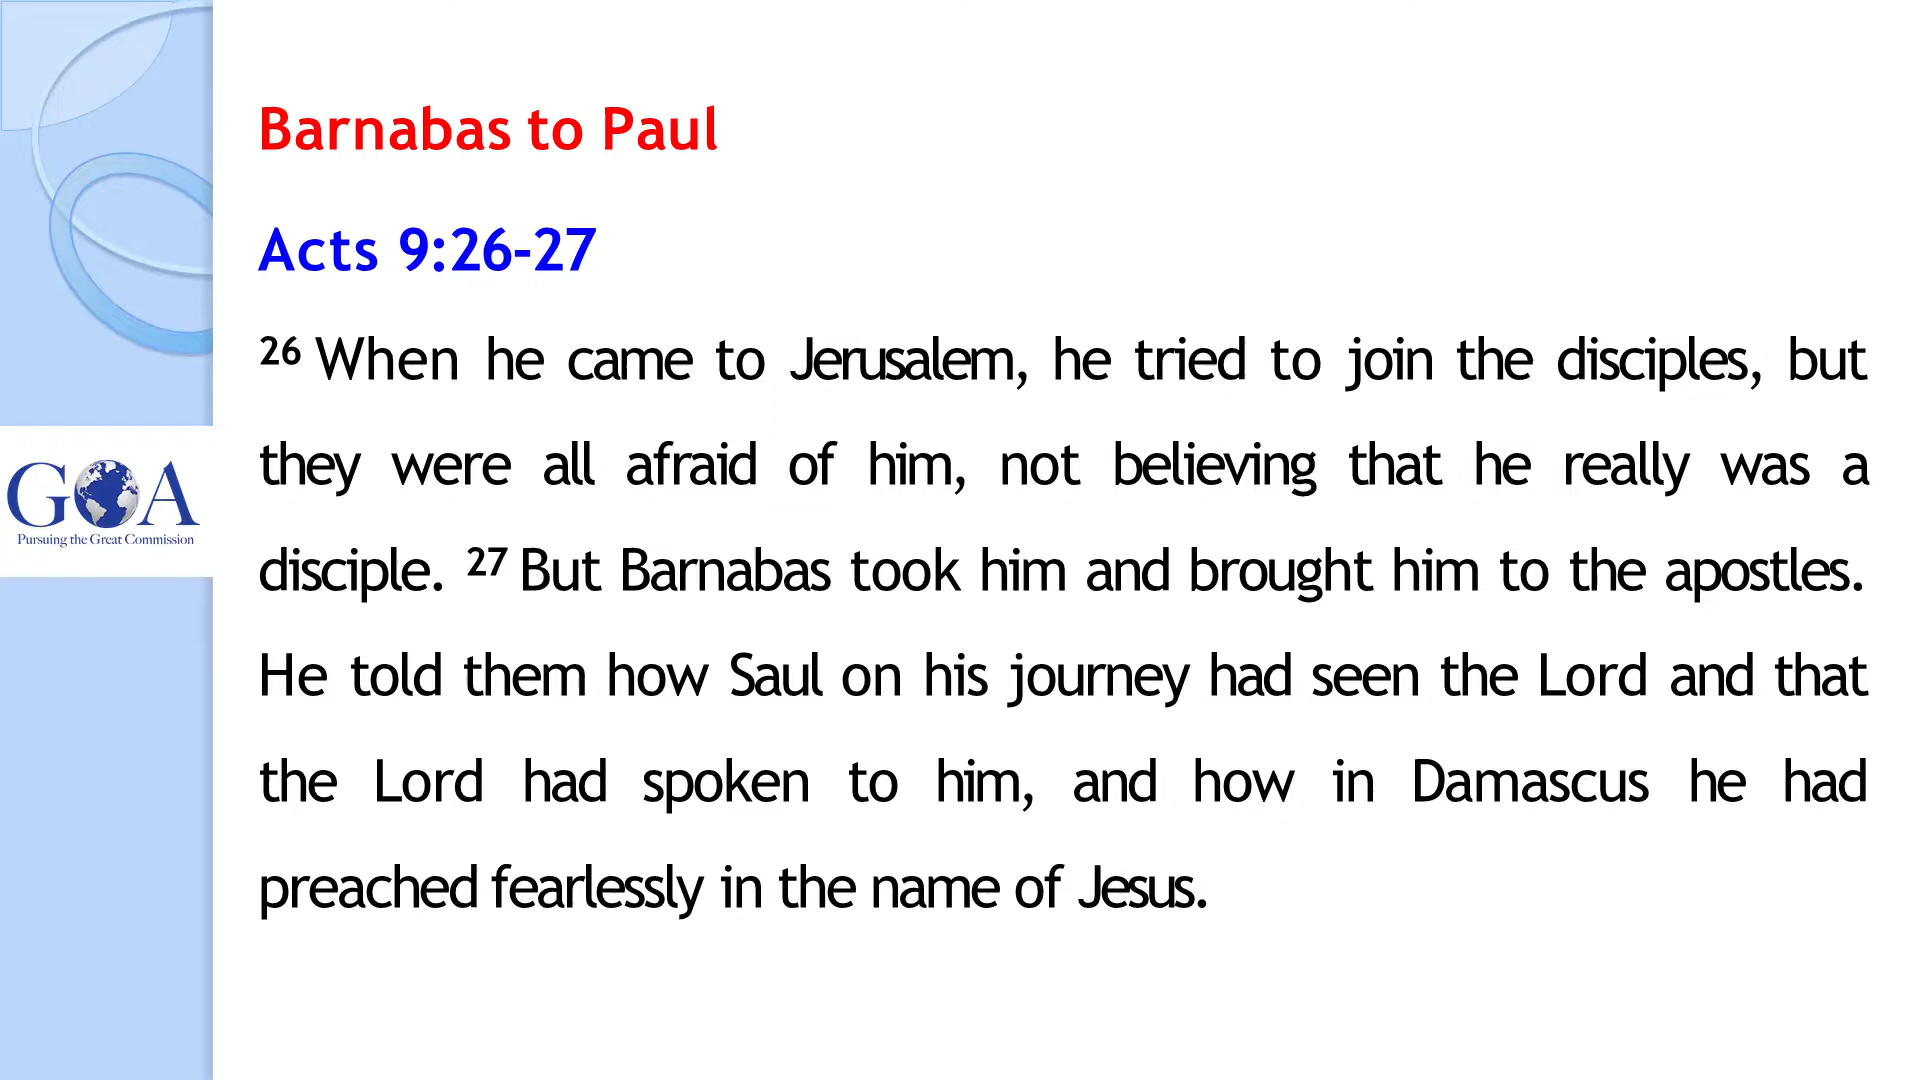 Barnabas to Paul
Acts 9:26-27
26 When he came to Jerusalem, he tried to join the disciples, but
they were all afraid of him, not believing that he really was a
disciple. 27 But Barnabas took him and brought him to the apostles.
He told them how Saul on his journey had seen the Lord and that
the Lord had spoken to him, and how in Damascus he had
preached fearlessly in the name of Jesus.
GOA
Pursuing the Great Commission